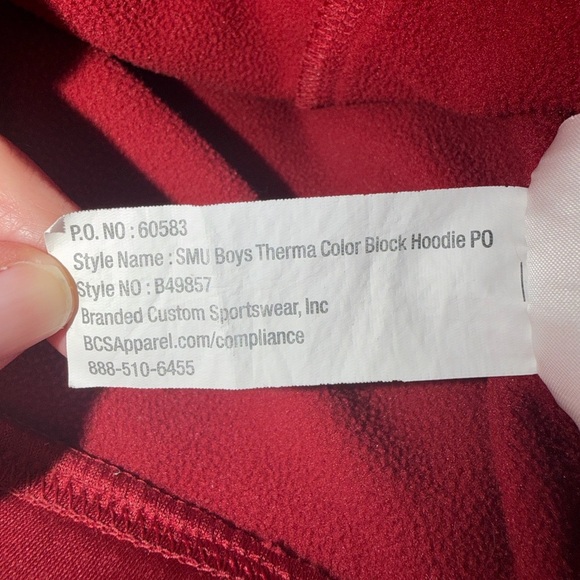 P.O. NO : 60583
Style Name : SMU Boys Therma Color Block Hoodie PO
Style NO : B49857
Branded Custom Sportswear, Inc
BCSApparel.com/compliance
888-510-6455